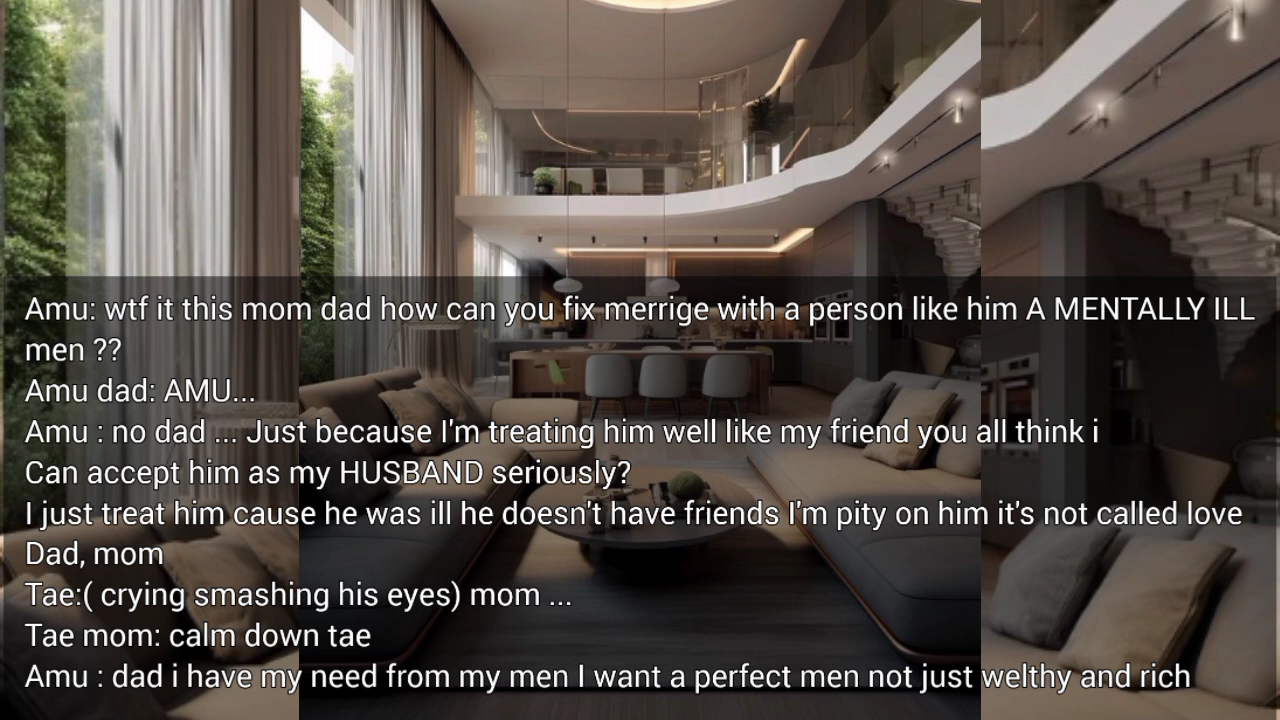 Amu: wtf it this mom dad how can you fix merrige with a person like him A MENTALLY ILL
men ??
Amu dad: AMU...
Amu : no dad ... Just because I'm treating him well like my friend you all think i
Can accept him as my HUSBAND seriously?
I just treat him cause he was ill he doesn't have friends I'm pity on him it's not called love
Dad, mom
Tae:( crying smashing his eyes) mom ...
Tae mom: calm down tae
Amu : dad i have my need from my men I want a perfect men not just welthy and rich